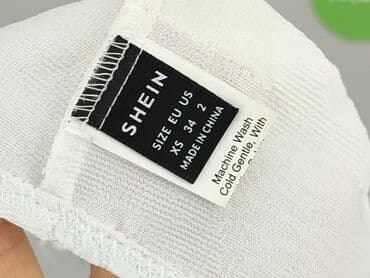 SHEIN
SIZE EU US
XS 34 2
MADE IN CHINA
Machine Wash
Cold Gentle, With